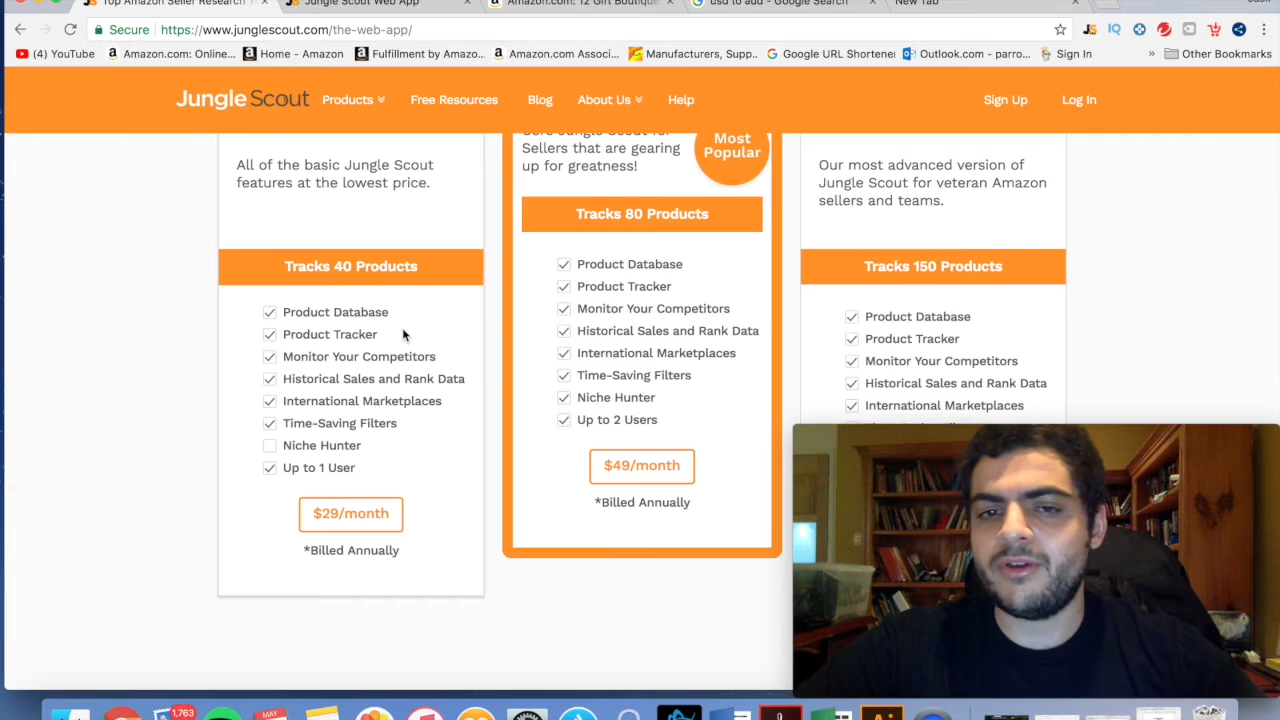 Top Amazon Seller Research
Jungle Scout Web App
Amazon.com: 12 Gift Boutique
usd to aud - Google Search
New Tab
Secure
https://www.junglescout.com/the-web-app/
(4) YouTube
Amazon.com: Online...
Home - Amazon
Fulfillment by Amazo...
Amazon.com Associ...
Manufacturers, Supp..
Google URL Shortener
Outlook.com - parro...
Sign In
»
Other Bookmarks
Jungle Scout
Products
Free Resources
Blog
About Us
Help
Sign Up
Log In
All of the basic Jungle Scout
features at the lowest price.
Tracks 40 Products
Product Database
Product Tracker
Monitor Your Competitors
Historical Sales and Rank Data
International Marketplaces
Time-Saving Filters
Niche Hunter
Up to 1 User
$29/month
*Billed Annually
Core Jungle Scout for
Sellers that are gearing
up for greatness!
Most
Popular
Tracks 80 Products
Product Database
Product Tracker
Monitor Your Competitors
Historical Sales and Rank Data
International Marketplaces
Time-Saving Filters
Niche Hunter
Up to 2 Users
$49/month
*Billed Annually
Our most advanced version of
Jungle Scout for veteran Amazon
sellers and teams.
Tracks 150 Products
Product Database
Product Tracker
Monitor Your Competitors
Historical Sales and Rank Data
International Marketplaces
1,763
MAY